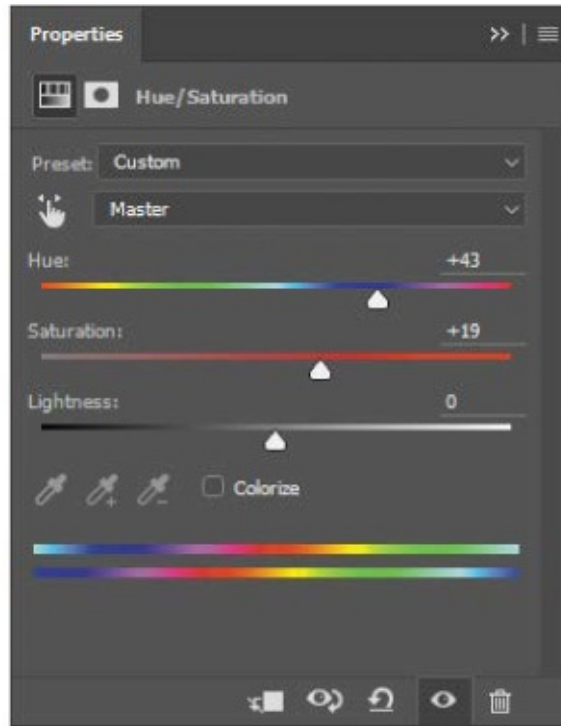 Properties
Hue/Saturation
Preset: Custom
Master
Hue: +43
Saturation: +19
Lightness: 0
Colorize